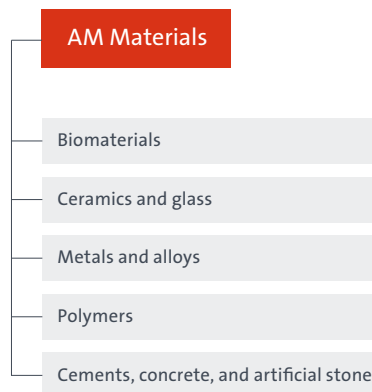 AM Materials
Biomaterials
Ceramics and glass
Metals and alloys
Polymers
Cements, concrete, and artificial stone